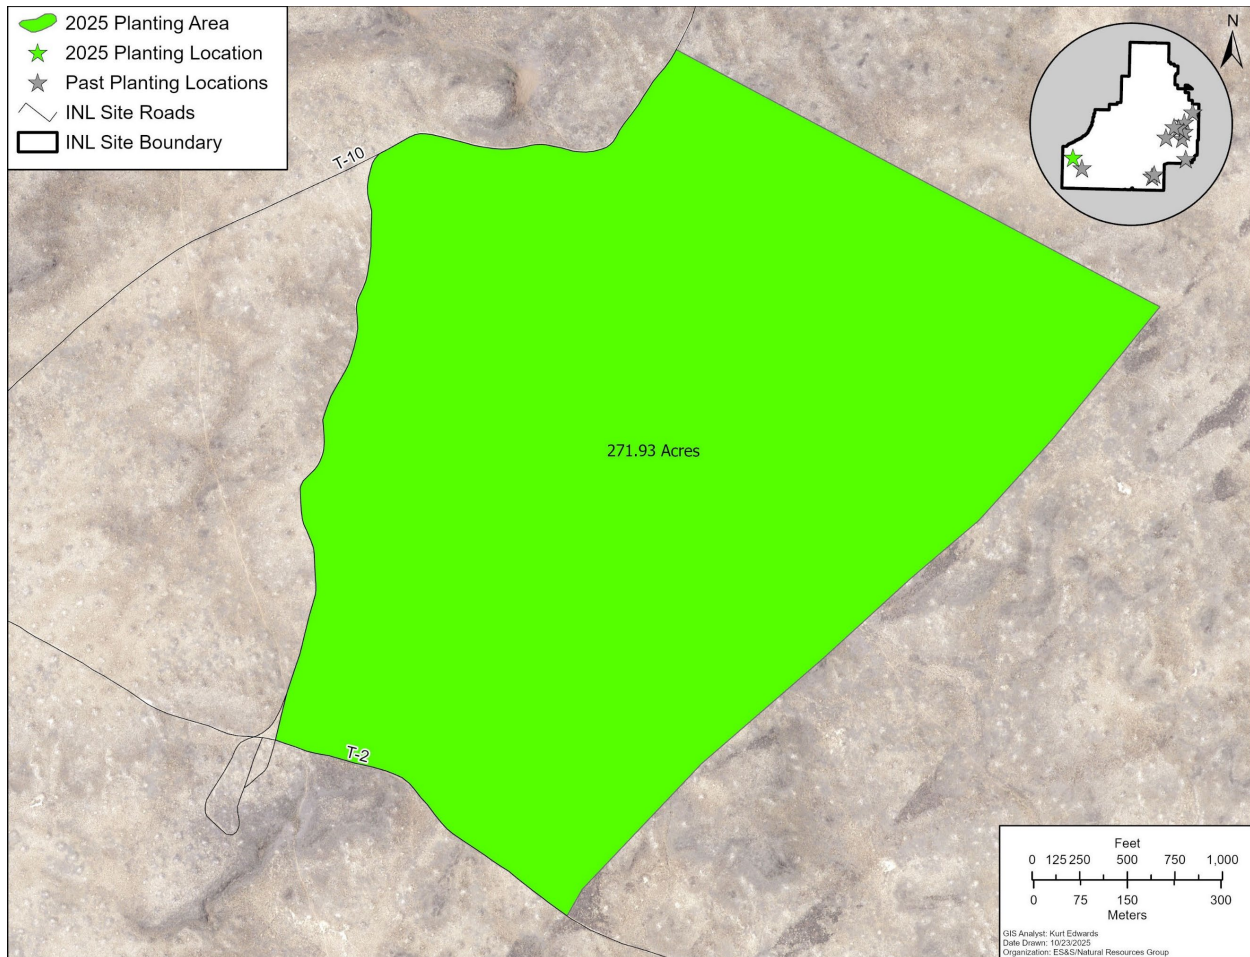 2025 Planting Area
2025 Planting Location
Past Planting Locations
INL Site Roads
INL Site Boundary
N
T-10
271.93 Acres
T-2
Feet
0 125 250 500 750 1,000
0 75 150 300
Meters
GIS Analyst: Kurt Edwards
Date Drawn: 10/23/2025
Organization: ES&S/Natural Resources Group